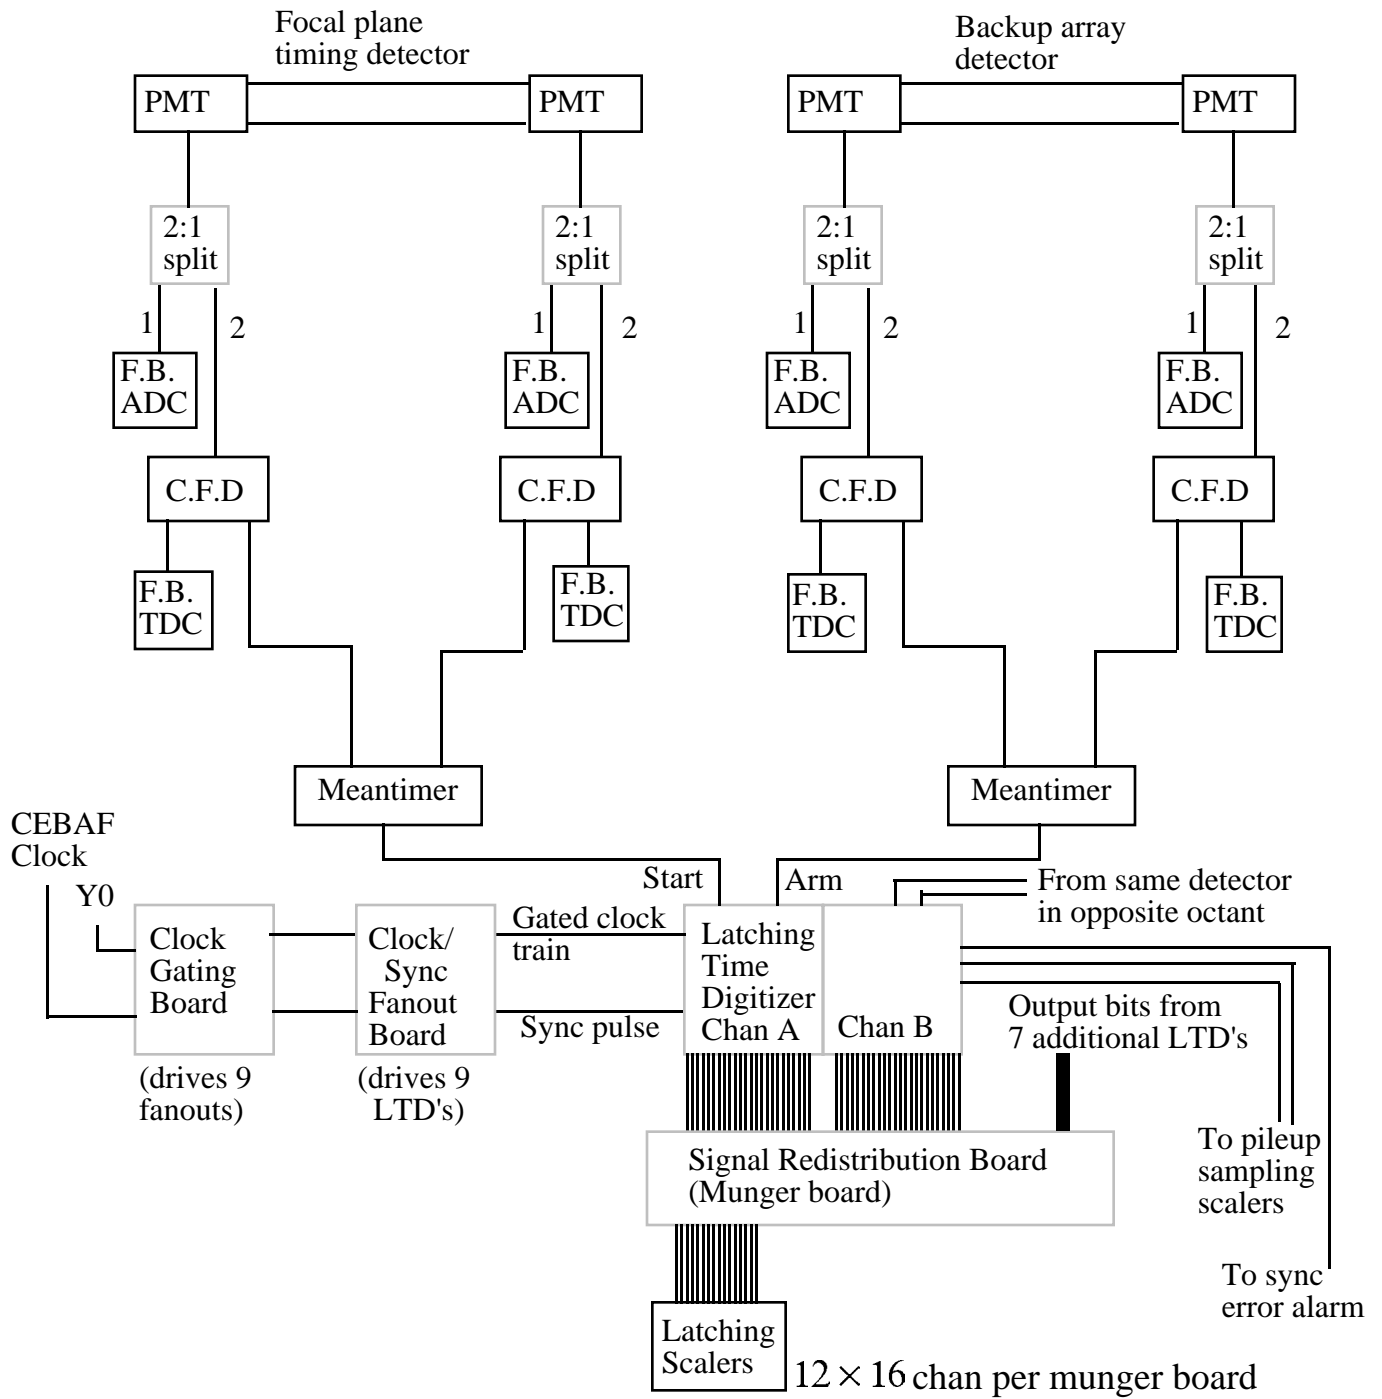 Focal plane
timing detector
Backup array
detector
PMT
PMT
PMT
PMT
2:1
split
2:1
split
2:1
split
2:1
split
1
2
1
2
1
2
1
2
F.B.
ADC
F.B.
ADC
F.B.
ADC
F.B.
ADC
C.F.D
C.F.D
C.F.D
C.F.D
F.B.
TDC
F.B.
TDC
F.B.
TDC
F.B.
TDC
Meantimer
Meantimer
CEBAF
Clock
Y0
Start
Arm
From same detector
in opposite octant
Clock
Gating
Board
(drives 9
fanouts)
Clock/
Sync
Fanout
Board
(drives 9
LTD's)
Gated clock
train
Sync pulse
Latching
Time
Digitizer
Chan A
Chan B
Output bits from
7 additional LTD's
Signal Redistribution Board
(Munger board)
To pileup
sampling
scalers
To sync
error alarm
Latching
Scalers
12 × 16 chan per munger board